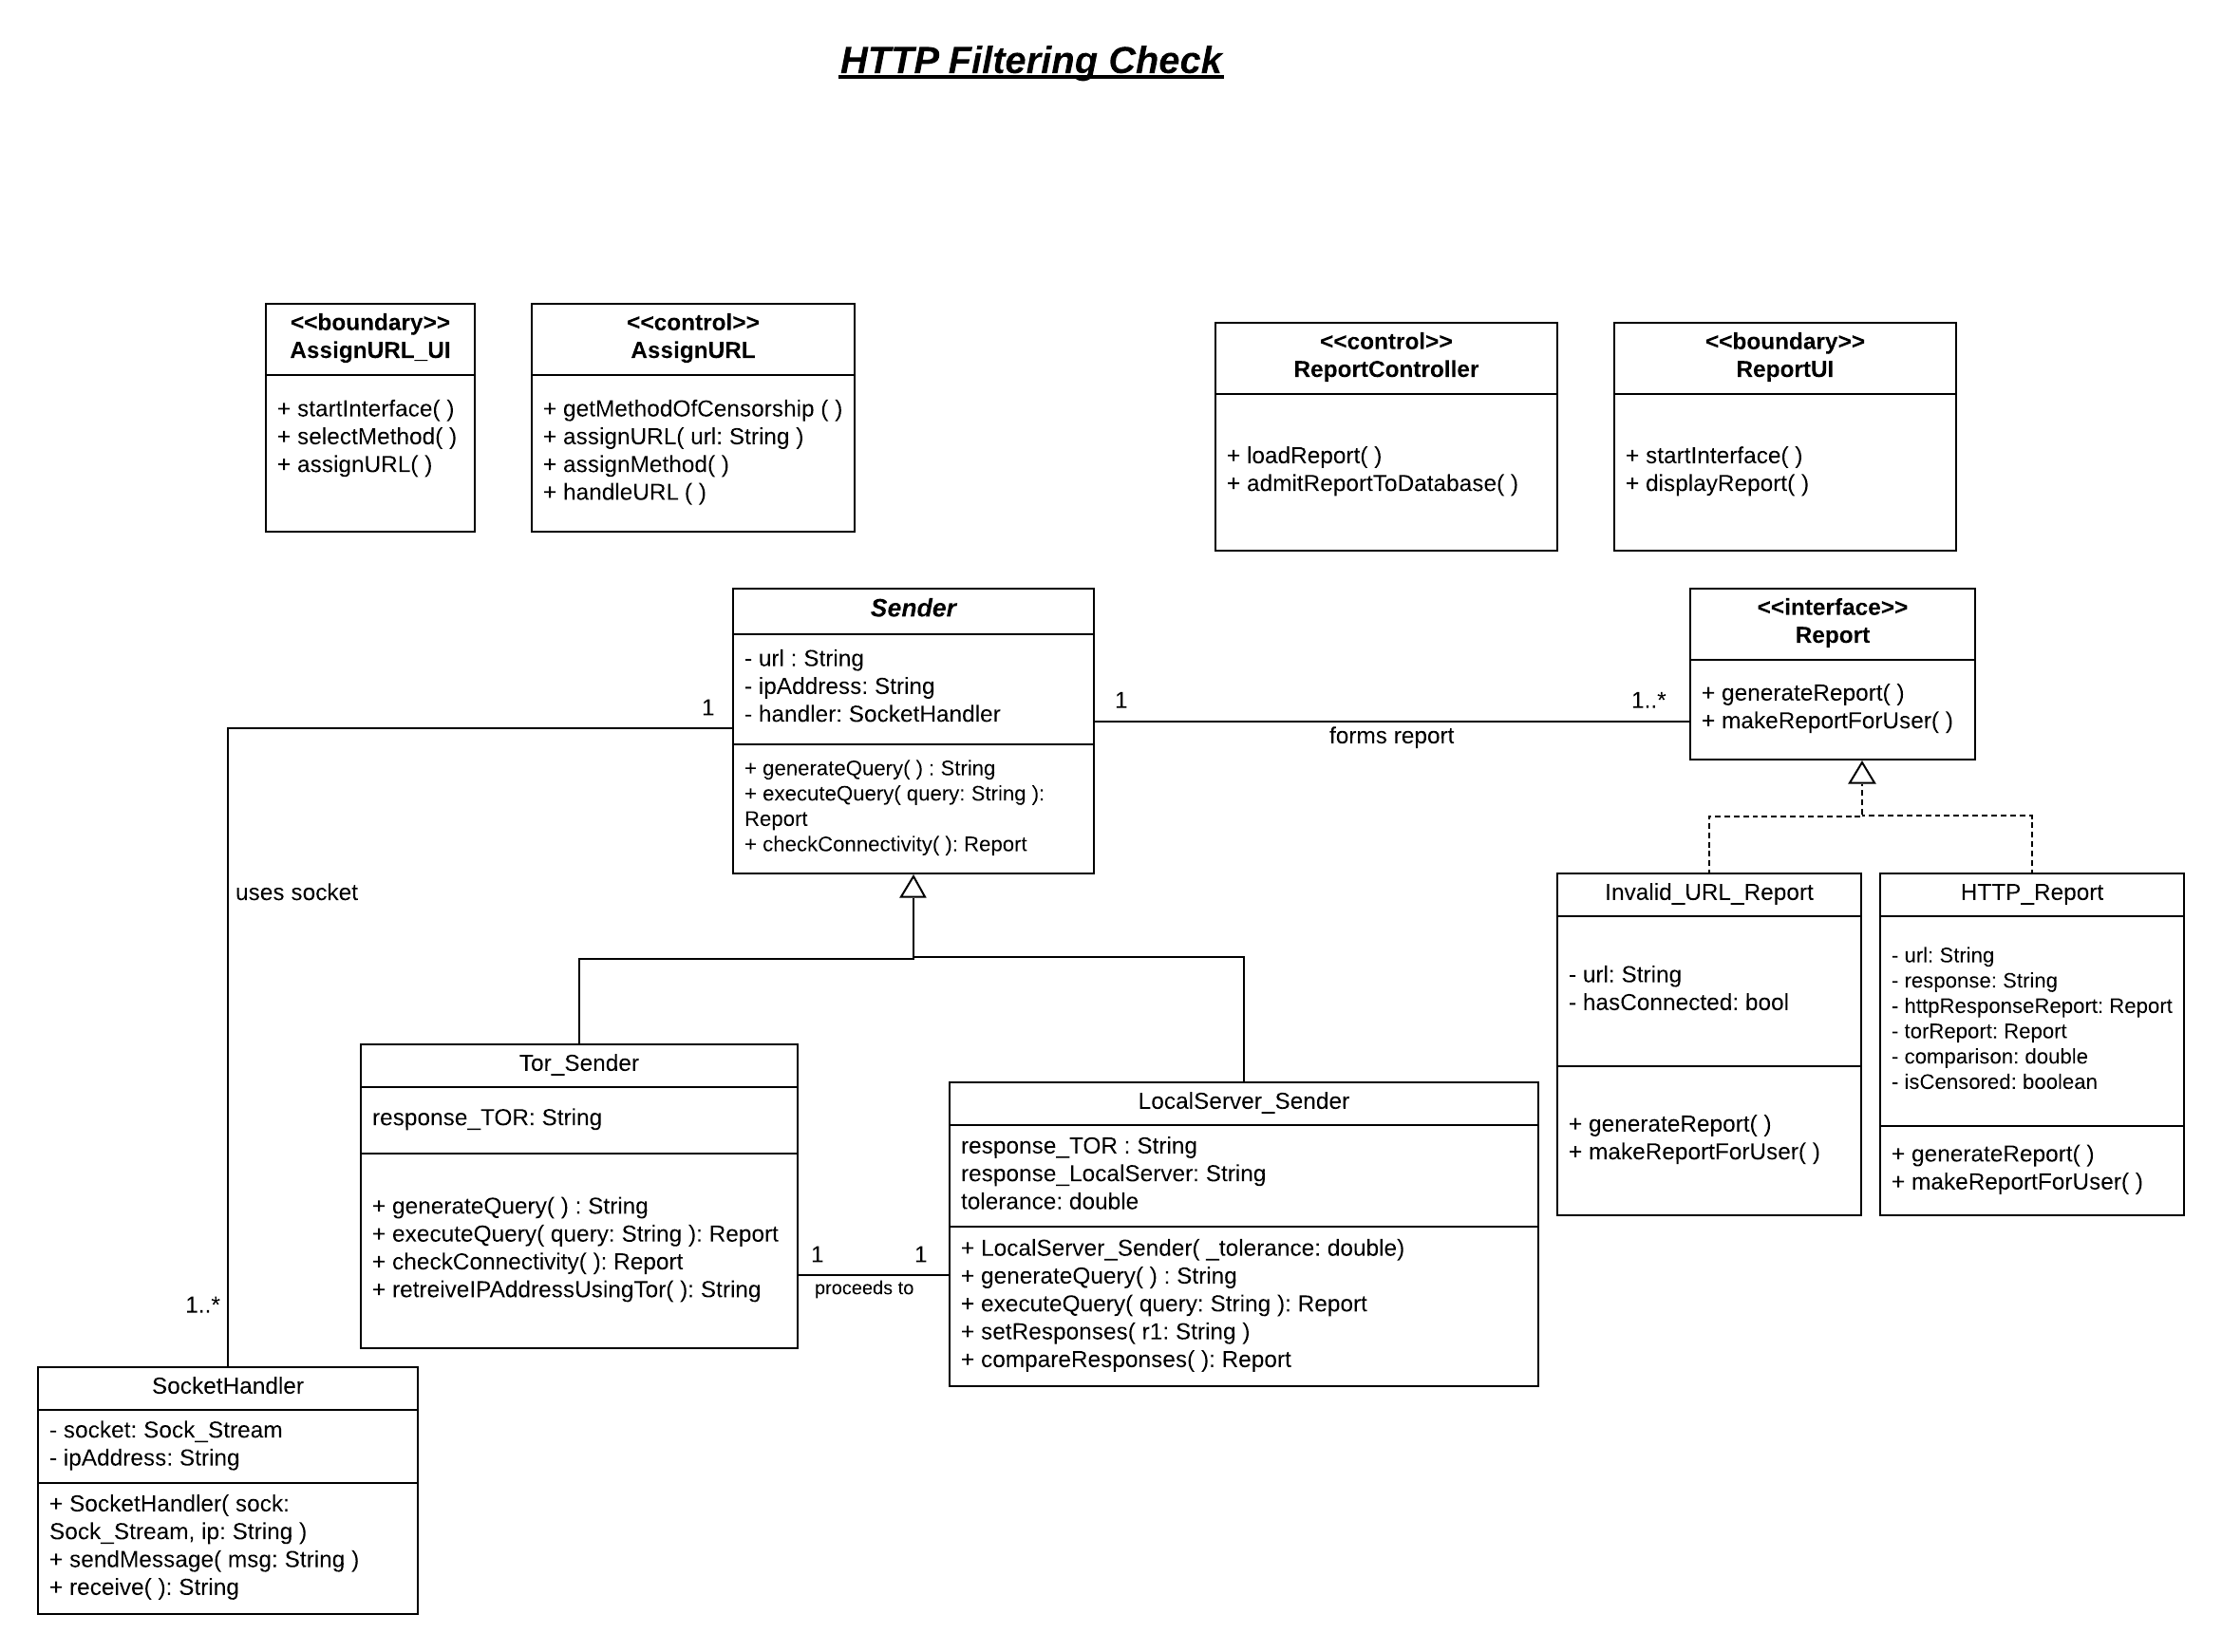 HTTP Filtering Check
<<boundary>>
AssignURL_UI
+ startInterface( )
+ selectMethod( )
+ assignURL( )
<<control>>
AssignURL
+ getMethodOfCensorship ( )
+ assignURL( url: String )
+ assignMethod( )
+ handleURL ( )
<<control>>
ReportController
+ loadReport( )
+ admitReportToDatabase( )
<<boundary>>
ReportUI
+ startInterface( )
+ displayReport( )
Sender
- url : String
- ipAddress: String
- handler: SocketHandler
+ generateQuery( ) : String
+ executeQuery( query: String ):
Report
+ checkConnectivity( ): Report
1
1
1..*
forms report
<<interface>>
Report
+ generateReport( )
+ makeReportForUser( )
uses socket
1..*
Invalid_URL_Report
- url: String
- hasConnected: bool
+ generateReport( )
+ makeReportForUser( )
HTTP_Report
- url: String
- response: String
- httpResponseReport: Report
- torReport: Report
- comparison: double
- isCensored: boolean
+ generateReport( )
+ makeReportForUser( )
Tor_Sender
response_TOR: String
+ generateQuery( ) : String
+ executeQuery( query: String ): Report
+ checkConnectivity( ): Report
+ retreiveIPAddressUsingTor( ): String
1
1
proceeds to
LocalServer_Sender
response_TOR : String
response_LocalServer: String
tolerance: double
+ LocalServer_Sender( _tolerance: double)
+ generateQuery( ) : String
+ executeQuery( query: String ): Report
+ setResponses( r1: String )
+ compareResponses( ): Report
SocketHandler
- socket: Sock_Stream
- ipAddress: String
+ SocketHandler( sock:
Sock_Stream, ip: String )
+ sendMessage( msg: String )
+ receive( ): String